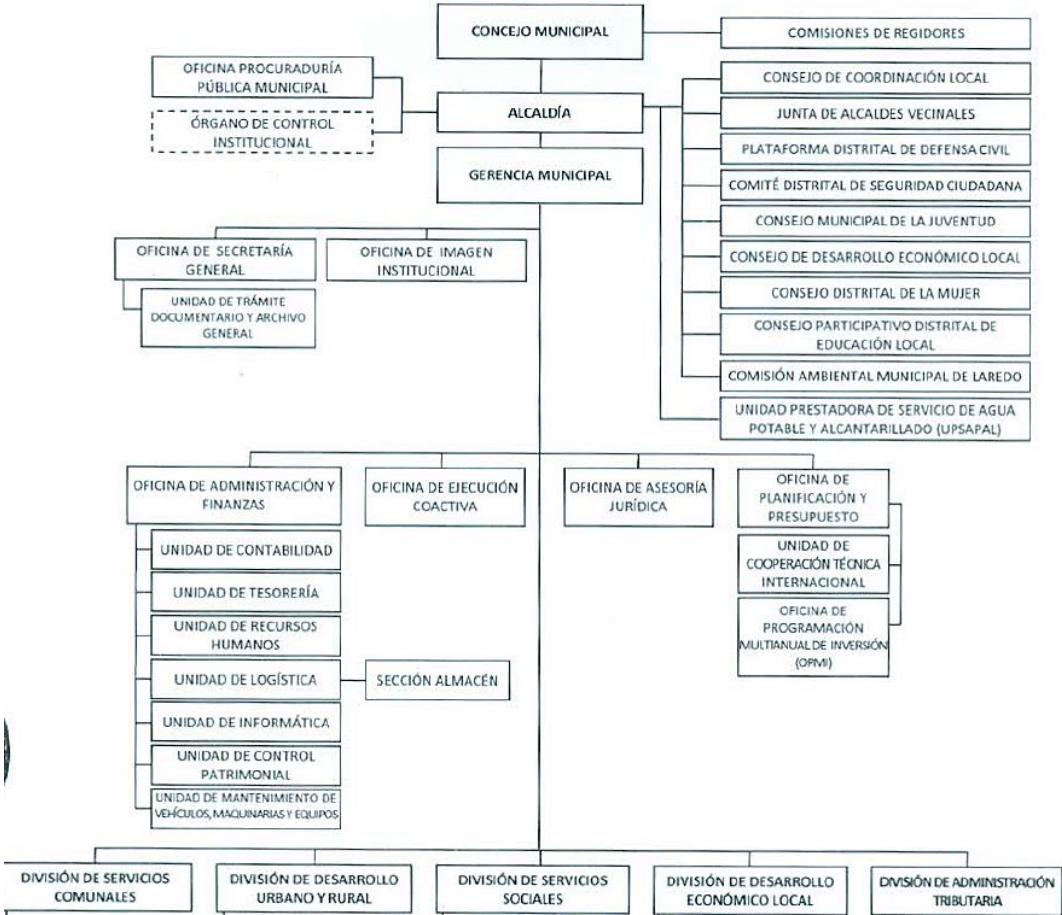 CONCEJO MUNICIPAL
COMISIONES DE REGIDORES
OFICINA PROCURADURÍA
PÚBLICA MUNICIPAL
ÓRGANO DE CONTROL
INSTITUCIONAL
ALCALDÍA
GERENCIA MUNICIPAL
CONSEJO DE COORDINACIÓN LOCAL
JUNTA DE ALCALDES VECINALES
PLATAFORMA DISTRITAL DE DEFENSA CIVIL
COMITÉ DISTRITAL DE SEGURIDAD CIUDADANA
CONSEJO MUNICIPAL DE LA JUVENTUD
CONSEJO DE DESARROLLO ECONÓMICO LOCAL
CONSEJO DISTRITAL DE LA MUJER
CONSEJO PARTICIPATIVO DISTRITAL DE
EDUCACIÓN LOCAL
COMISIÓN AMBIENTAL MUNICIPAL DE LAREDO
UNIDAD PRESTADORA DE SERVICIO DE AGUA
POTABLE Y ALCANTARILLADO (UPSAPAL)
OFICINA DE SECRETARÍA
GENERAL
UNIDAD DE TRÁMITE
DOCUMENTARIO Y ARCHIVO
GENERAL
OFICINA DE IMAGEN
INSTITUCIONAL
OFICINA DE ADMINISTRACIÓN Y
FINANZAS
UNIDAD DE CONTABILIDAD
UNIDAD DE TESORERÍA
UNIDAD DE RECURSOS
HUMANOS
UNIDAD DE LOGÍSTICA
SECCIÓN ALMACÉN
UNIDAD DE INFORMÁTICA
UNIDAD DE CONTROL
PATRIMONIAL
UNIDAD DE MANTENIMIENTO DE
VEHÍCULOS, MAQUINARIAS Y EQUIPOS
OFICINA DE EJECUCIÓN
COACTIVA
OFICINA DE ASESORÍA
JURÍDICA
OFICINA DE
PLANIFICACIÓN Y
PRESUPUESTO
UNIDAD DE
COOPERACIÓN TÉCNICA
INTERNACIONAL
OFICINA DE
PROGRAMACIÓN
MULTIANUAL DE INVERSIÓN
(OPMI)
DIVISIÓN DE SERVICIOS
COMUNALES
DIVISIÓN DE DESARROLLO
URBANO Y RURAL
DIVISIÓN DE SERVICIOS
SOCIALES
DIVISIÓN DE DESARROLLO
ECONÓMICO LOCAL
DIVISIÓN DE ADMINISTRACIÓN
TRIBUTARIA